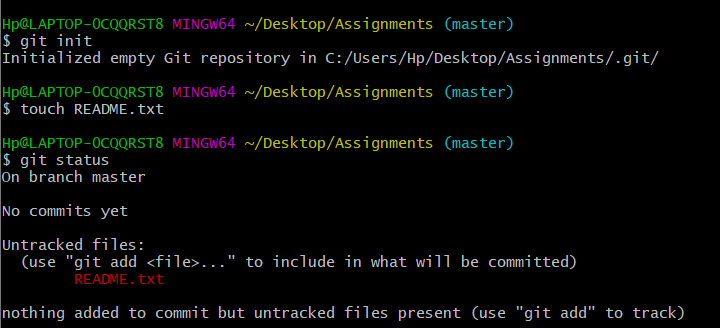 Hp@LAPTOP-OCQQRST8 MINGW64 ~/Desktop/Assignments (master)
$ git init
Initialized empty Git repository in C:/Users/Hp/Desktop/Assignments/.git/
Hp@LAPTOP-OCQQRST8 MINGW64 ~/Desktop/Assignments (master)
$ touch README.txt
Hp@LAPTOP-OCQQRST8 MINGW64 ~/Desktop/Assignments (master)
$ git status
On branch master
No commits yet
Untracked files:
(use "git add <file>..." to include in what will be committed)
README.txt
nothing added to commit but untracked files present (use "git add" to track)